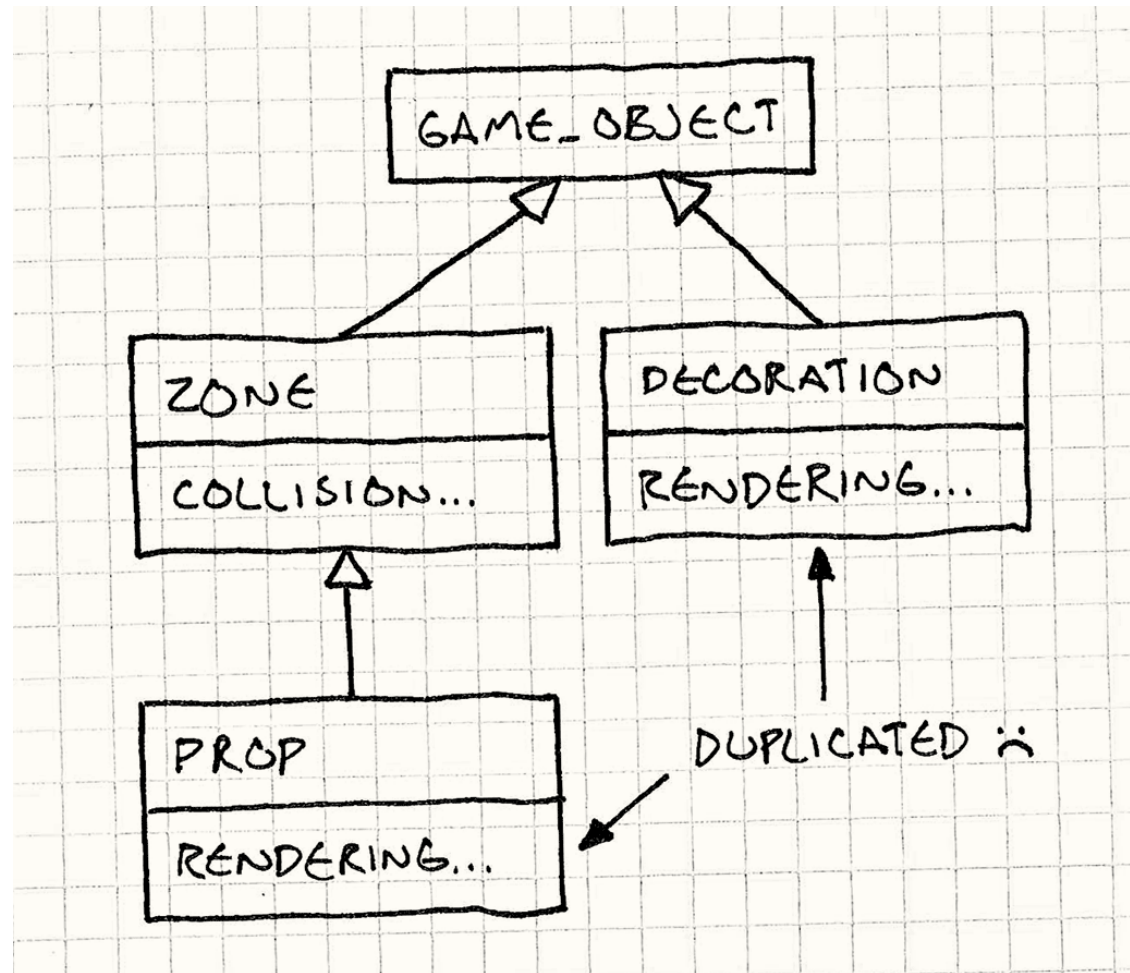 GAME_OBJECT
ZONE
COLLISION...
DECORATION
RENDERING...
PROP
RENDERING...
DUPLICATED ☹